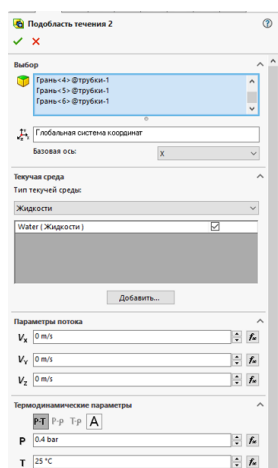 Подобласть течения 2
Выбор
Грань<4>@трубки-1
Грань<5>@трубки-1
Грань<6>@трубки-1
Глобальная система координат
Базовая ось: X
Текучая среда
Тип текучей среды:
Жидкости
Water ( Жидкости )
Добавить...
Параметры потока
Vx 0 m/s
VY 0 m/s
Vz 0 m/s
Термодинамические параметры
P-T P-ρ T-ρ A
P 0.4 bar
T 25 °C